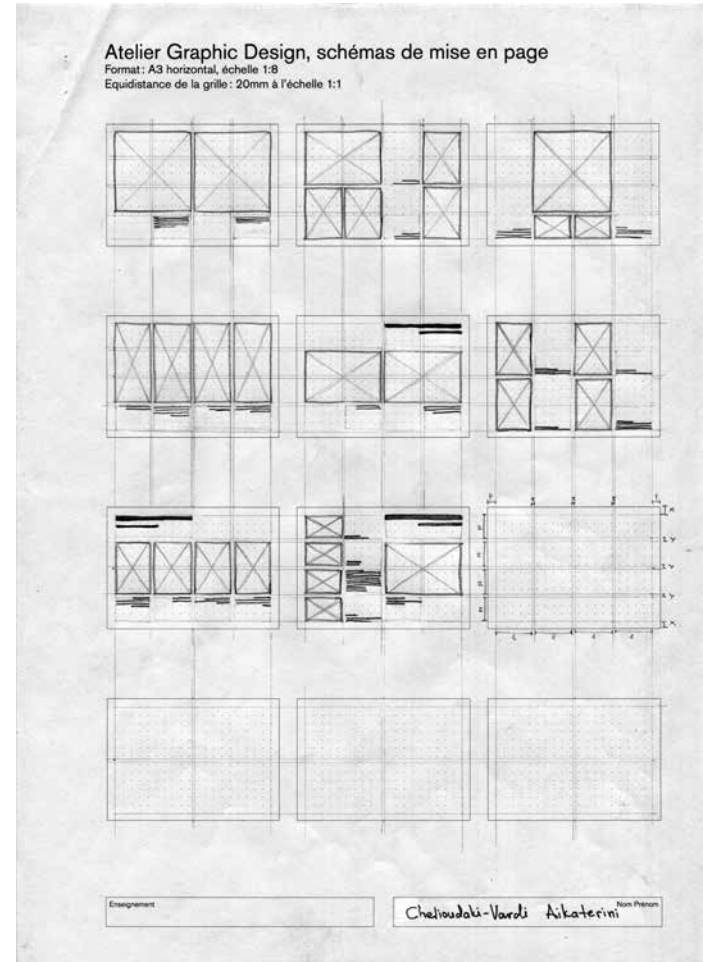 Atelier Graphic Design, schémas de mise en page
Format : A3 horizontal, échelle 1:8
Equidistance de la grille : 20mm à l'échelle 1:1
Enseignement
Nom Prénom
Chelioudaki-Vardi Aikaterini